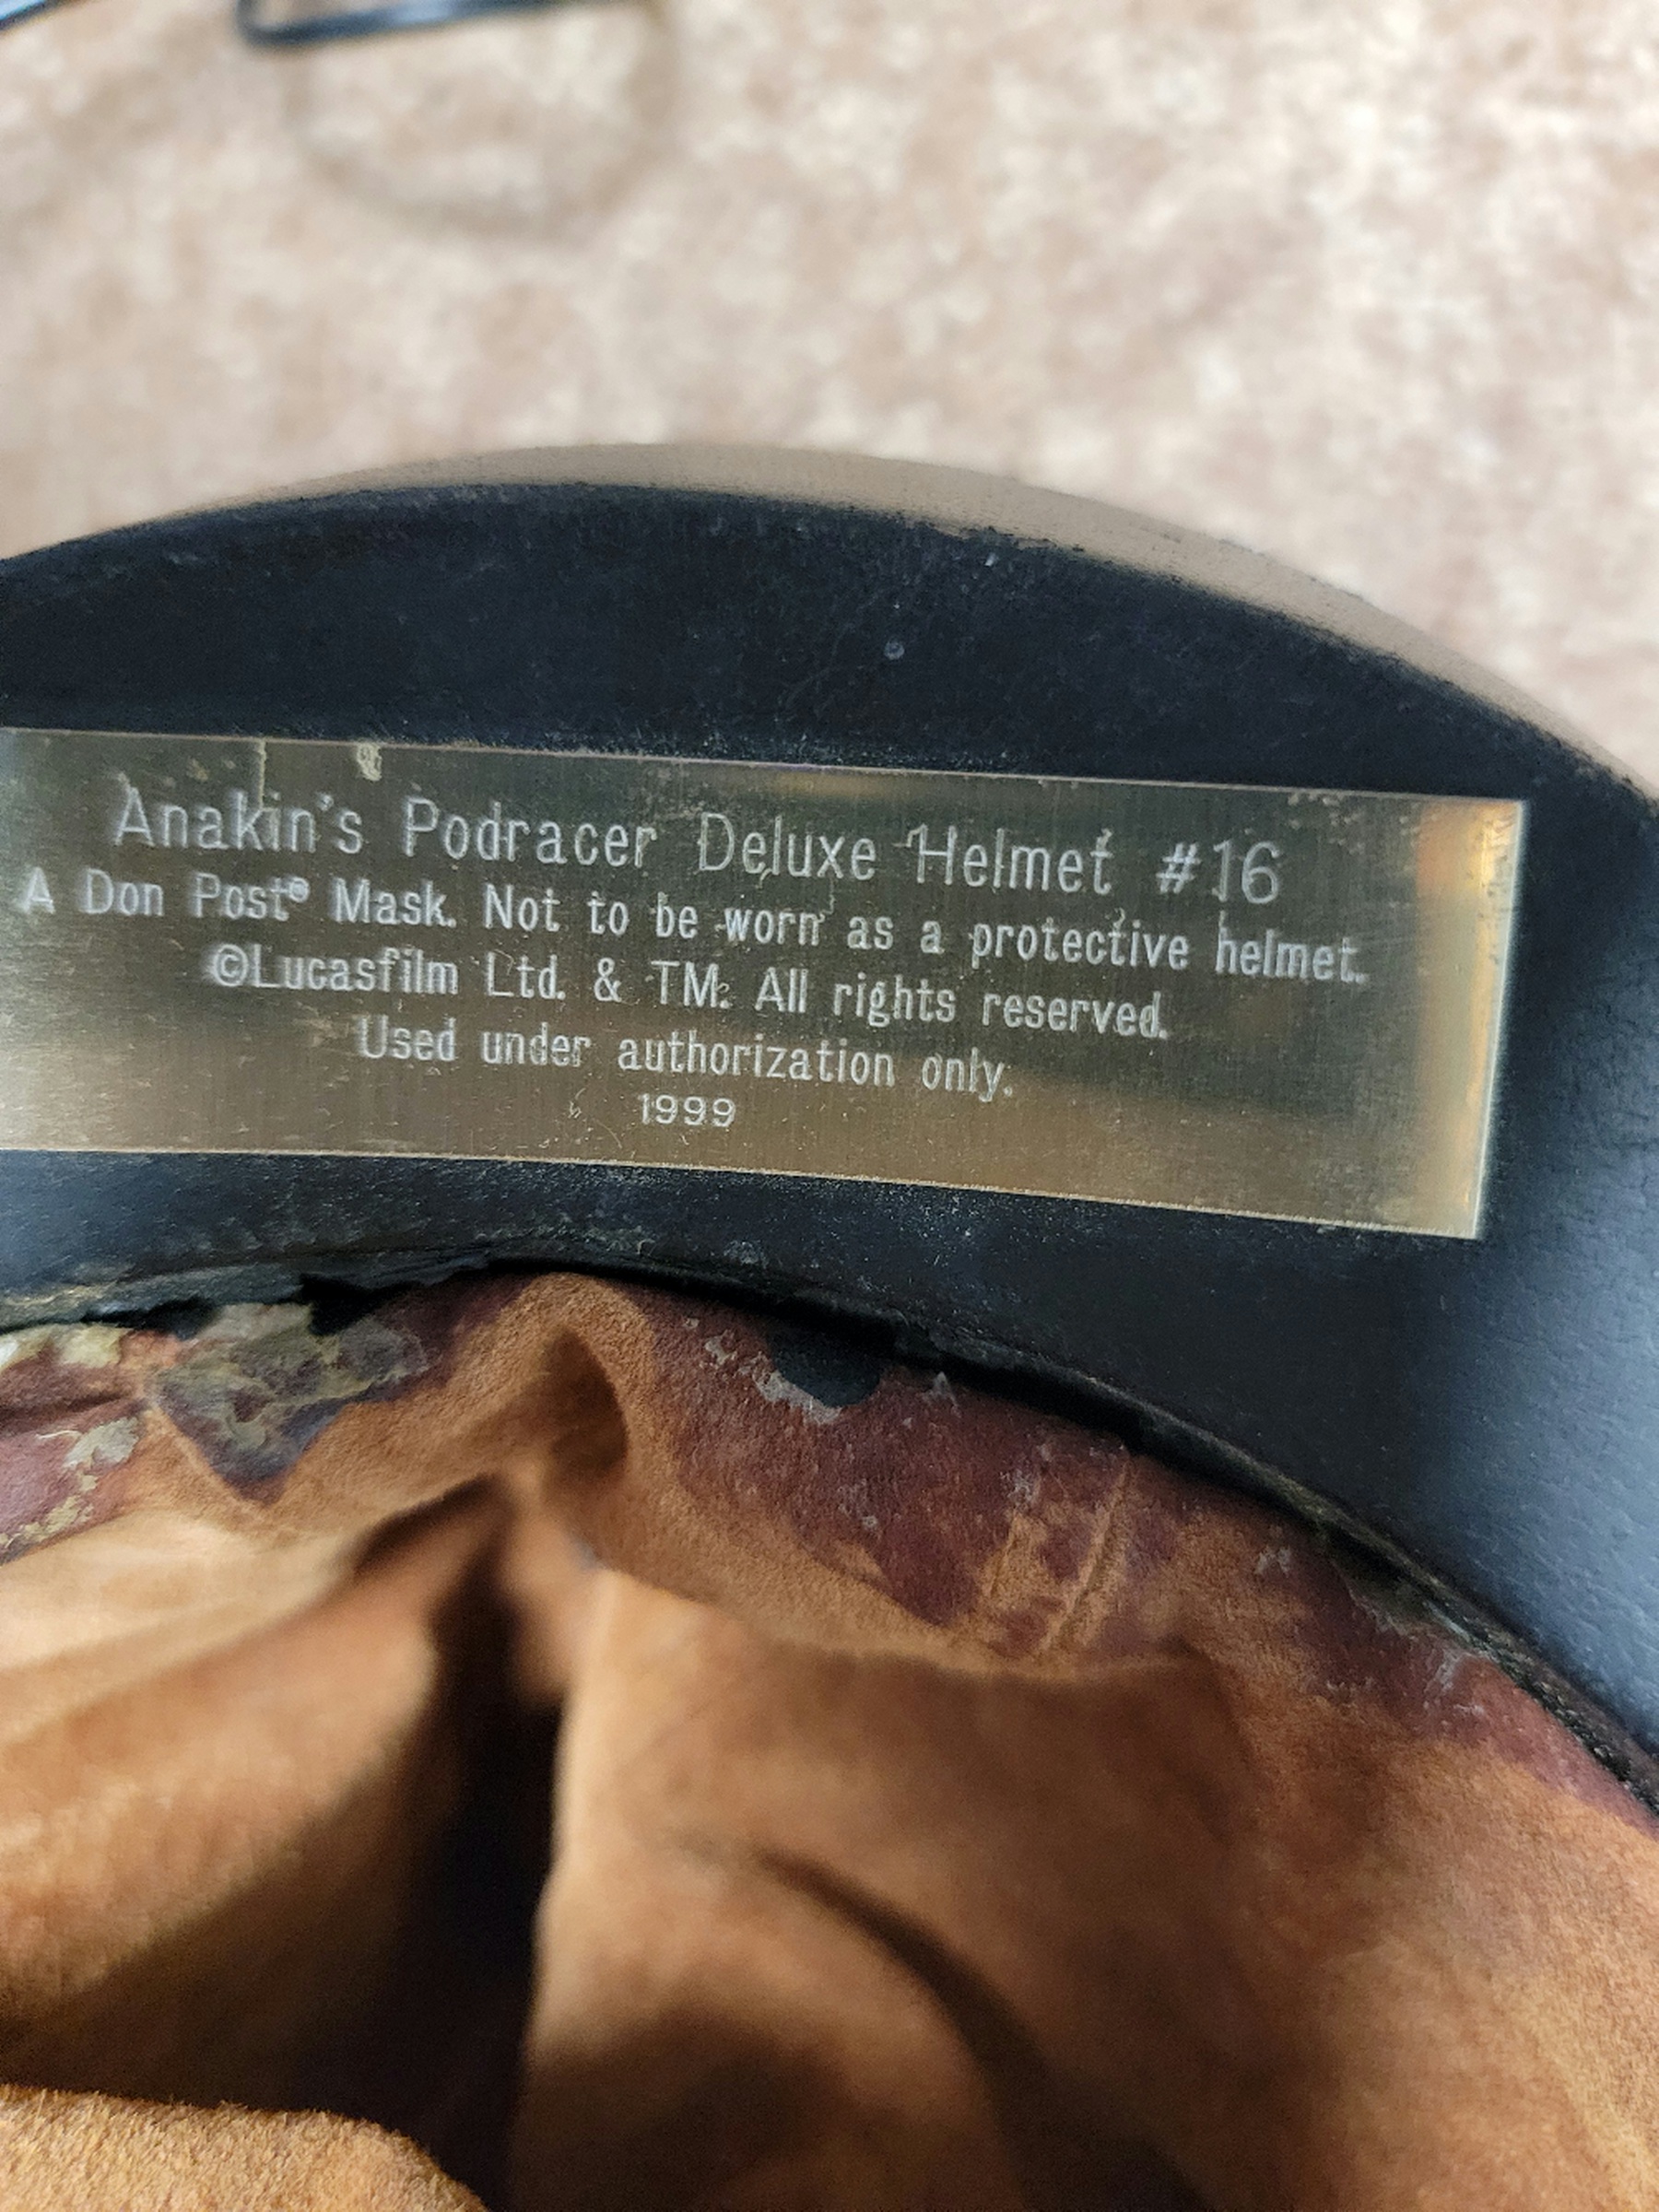 Anakin's Podracer Deluxe Helmet #16
A Don Post® Mask. Not to be worn as a protective helmet.
©Lucasfilm Ltd. & TM. All rights reserved.
Used under authorization only.
1999